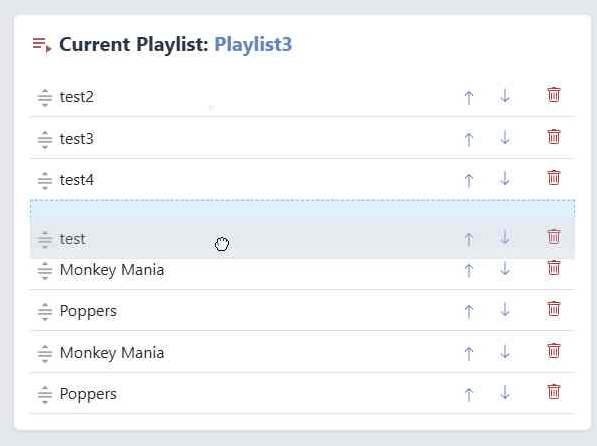 Current Playlist: Playlist3
test2
test3
test4
test
Monkey Mania
Poppers
Monkey Mania
Poppers